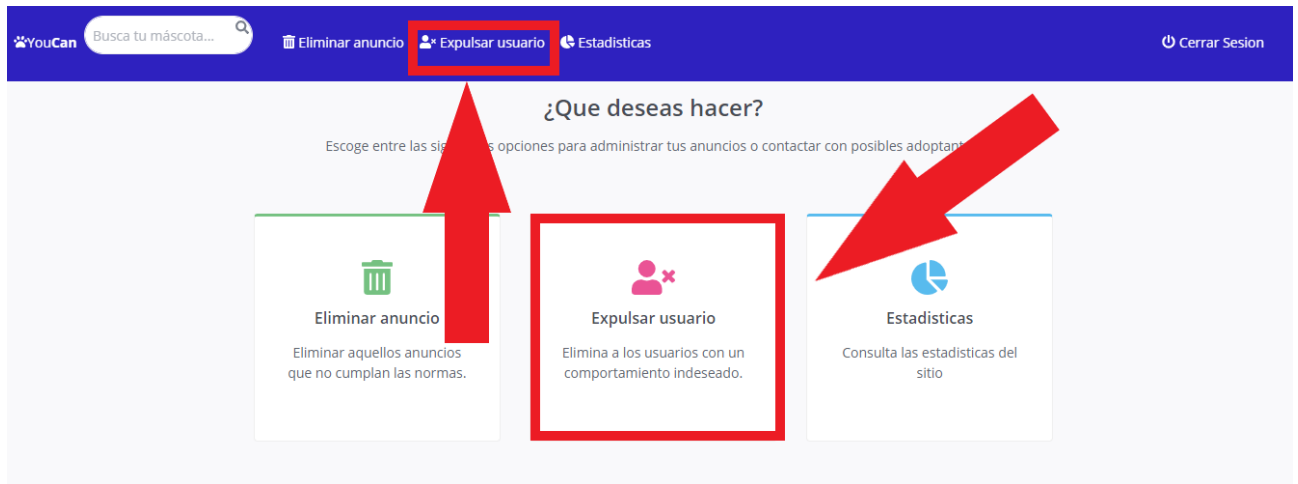 YouCan
Busca tu máscota...
Eliminar anuncio
Expulsar usuario
Estadisticas
Cerrar Sesion
¿Que deseas hacer?
Escoge entre las opciones para administrar tus anuncios o contactar con posibles
Eliminar anuncio
Eliminar aquellos anuncios
que no cumplan las normas.
Expulsar usuario
Elimina a los usuarios con un
comportamiento indeseado.
Estadisticas
Consulta las estadisticas del
sitio